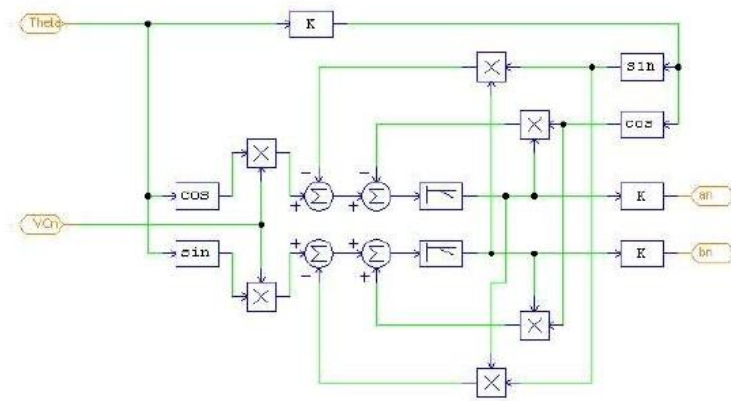 Theta
K
sin
cos
-
-
cos
+
+
K
an
VCn
sin
+
+
K
bn
-
+